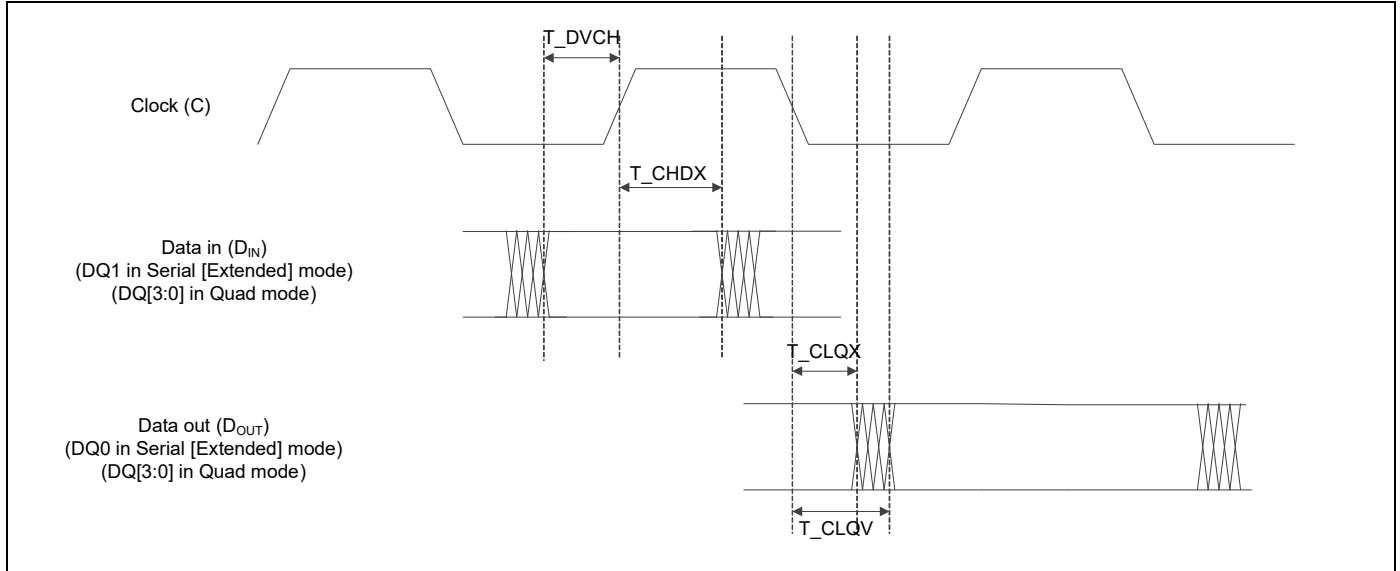 T_DVCH
Clock (C)
T_CHDX
Data in (DIN)
(DQ1 in Serial [Extended] mode)
(DQ[3:0] in Quad mode)
T_CLQX
Data out (DOUT)
(DQ0 in Serial [Extended] mode)
(DQ[3:0] in Quad mode)
T_CLQV